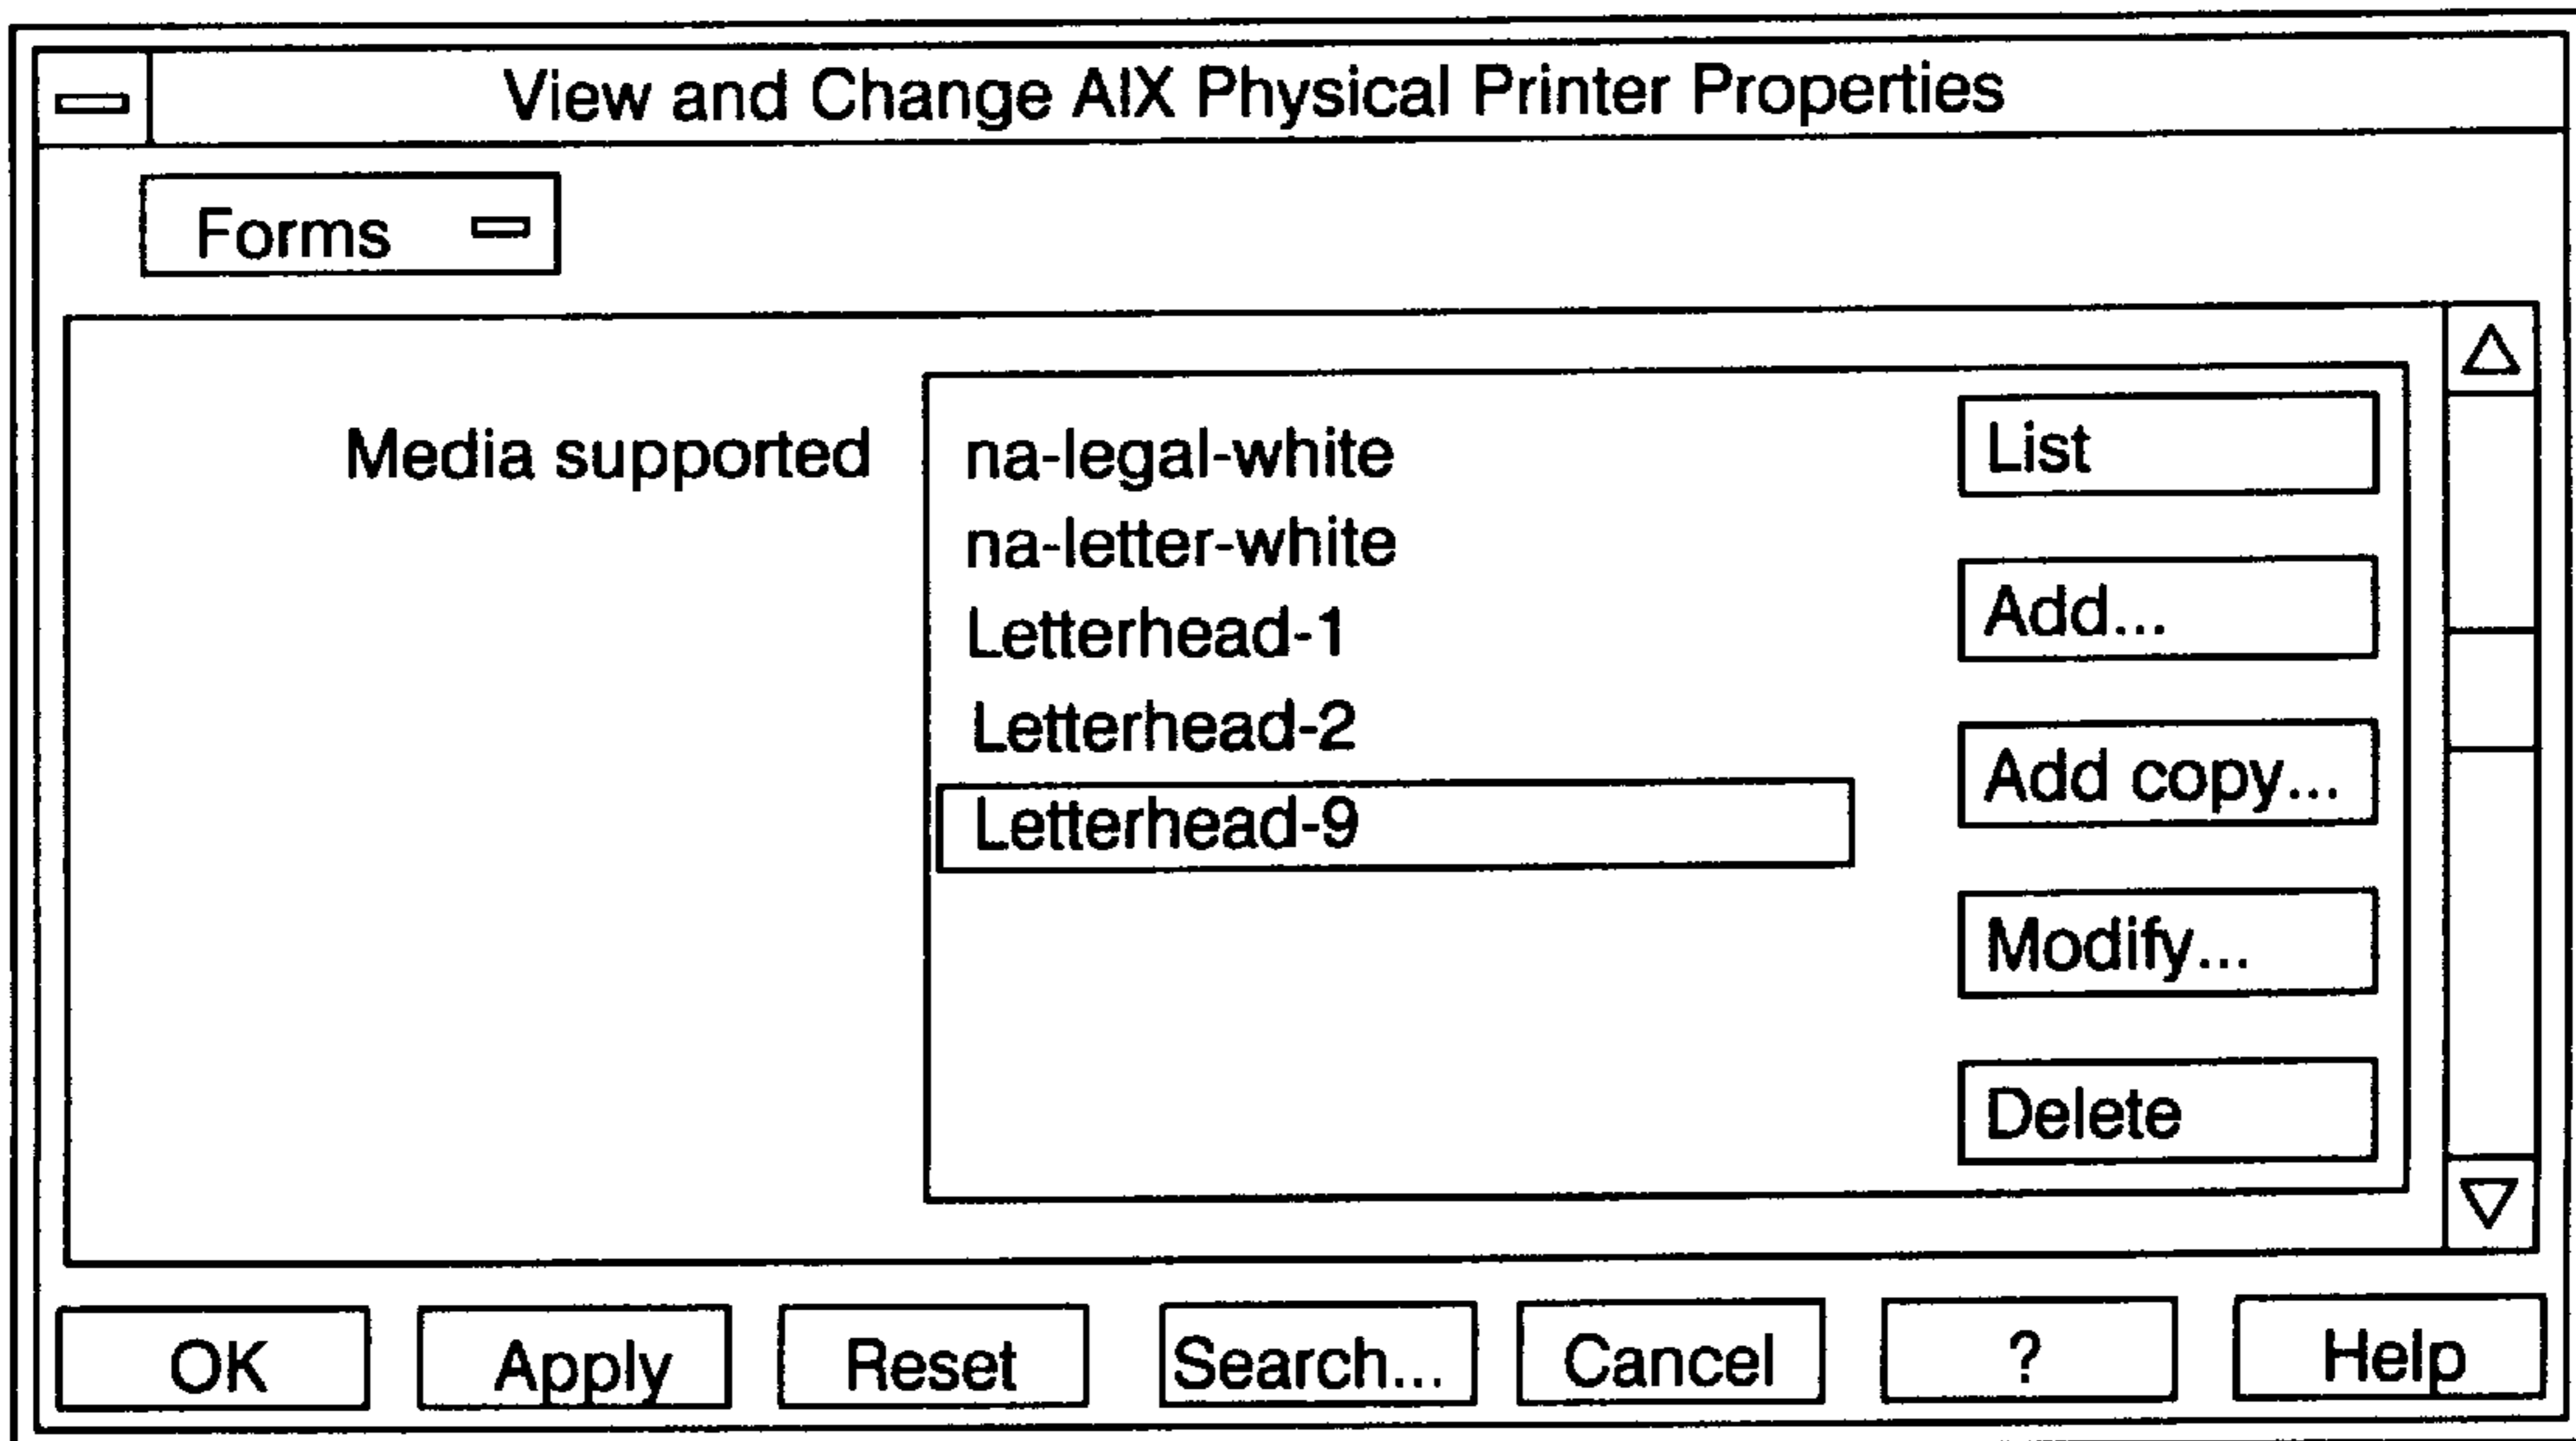 View and Change AIX Physical Printer Properties
Forms
Media supported
na-legal-white
na-letter-white
Letterhead-1
Letterhead-2
Letterhead-9
List
Add...
Add copy...
Modify...
Delete
OK
Apply
Reset
Search...
Cancel
?
Help